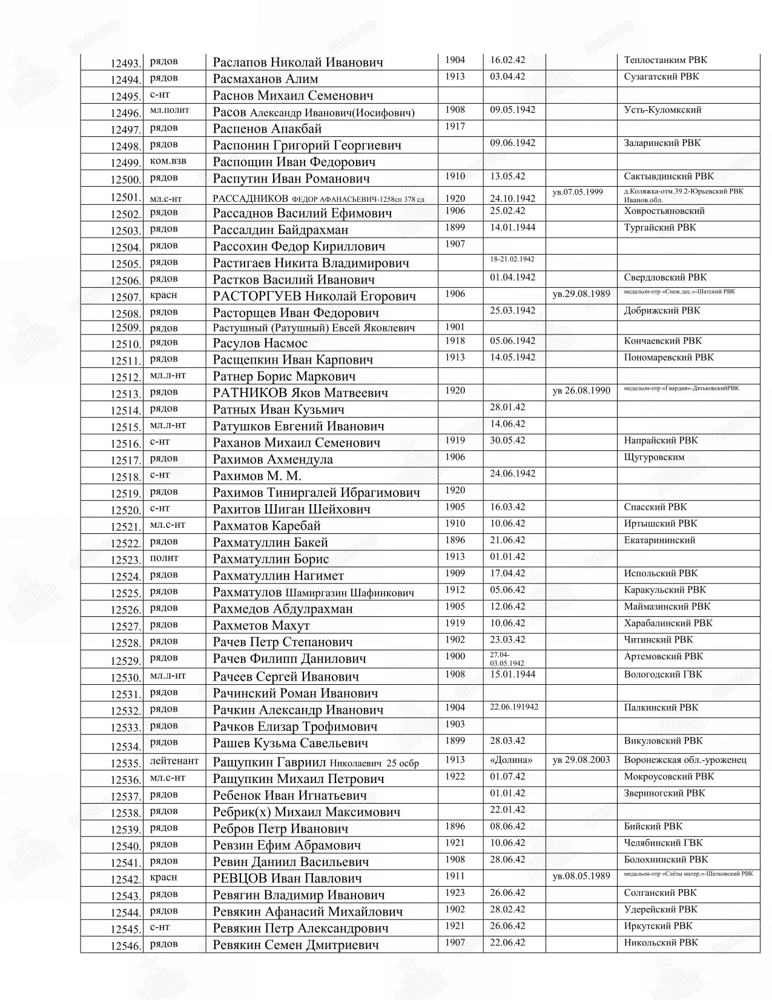 12493. рядов Раслапов Николай Иванович 1904 16.02.42 Теплостанким РВК
12494. рядов Расмаханов Алим 1913 03.04.42 Сузагатский РВК
12495. с-нт Раснов Михаил Семенович
12496. мл.полит Расов Александр Иванович(Иосифович) 1908 09.05.1942 Усть-Куломкский
12497. рядов Распенов Апакбай 1917
12498. рядов Распонин Григорий Георгиевич 09.06.1942 Заларинский РВК
12499. ком.взв Распощин Иван Федорович
12500. рядов Распутин Иван Романович 1910 13.05.42 Сактывдинский РВК
12501. мл.с-нт РАССАДНИКОВ ФЕДОР АФАНАСЬЕВИЧ-1258сп 378 сд 1920 24.10.1942 ув.07.05.1999 д.Коляжка-отм.39.2-Юрьевский РВК
Иванов.обл.
12502. рядов Рассаднов Василий Ефимович 1906 25.02.42 Ховростьяновский
12503. рядов Рассалдин Байдрахман 1899 14.01.1944 Тургайский РВК
12504. рядов Рассохин Федор Кириллович 1907
12505. рядов Растигаев Никита Владимирович 18-21.02.1942
12506. рядов Растков Василий Иванович 01.04.1942 Свердловский РВК
12507. красн РАСТОРГУЕВ Николай Егорович 1906 ув.29.08.1989 медальон-отр «Снеж.дес.»-Шатский РВК
12508. рядов Расторщев Иван Федорович 25.03.1942 Добрижский РВК
12509. рядов Растушный (Ратушный) Евсей Яковлевич 1901
12510. рядов Расулов Насмос 1918 05.06.1942 Кончаевский РВК
12511. рядов Расщепкин Иван Карпович 1913 14.05.1942 Пономаревский РВК
12512. мл.л-нт Ратнер Борис Маркович
12513. рядов РАТНИКОВ Яков Матвеевич 1920 ув 26.08.1990 медальон-отр «Гвардия»-ДятьковскийРВК
12514. рядов Ратных Иван Кузьмич 28.01.42
12515. мл.л-нт Ратушков Евгений Иванович 14.06.42
12516. с-нт Раханов Михаил Семенович 1919 30.05.42 Напрайский РВК
12517. рядов Рахимов Ахмендула 1906 Щугуровским
12518. с-нт Рахимов М. М. 24.06.1942
12519. рядов Рахимов Тиниргалей Ибрагимович 1920
12520. с-нт Рахитов Шиган Шейхович 1905 16.03.42 Спасский РВК
12521. мл.с-нт Рахматов Каребай 1910 10.06.42 Иртышский РВК
12522. рядов Рахматуллин Бакей 1896 21.06.42 Екатарининский
12523. полит Рахматуллин Борис 1913 01.01.42
12524. рядов Рахматуллин Нагимет 1909 17.04.42 Испольский РВК
12525. рядов Рахматулов Шамиргазин Шафинкович 1912 05.06.42 Каракульский РВК
12526. рядов Рахмедов Абдулрахман 1905 12.06.42 Маймазинский РВК
12527. рядов Рахметов Махут 1919 10.06.42 Харабалинский РВК
12528. рядов Рачев Петр Степанович 1902 23.03.42 Читинский РВК
12529. рядов Рачев Филипп Данилович 1900 27.04-
03.05.1942 Артемовский РВК
12530. мл.л-нт Рачеев Сергей Иванович 1908 15.01.1944 Вологодский ГВК
12531. рядов Рачинский Роман Иванович
12532. рядов Рачкин Александр Иванович 1904 22.06.191942 Палкинский РВК
12533. рядов Рачков Елизар Трофимович 1903
12534. рядов Рашев Кузьма Савельевич 1899 28.03.42 Викуловский РВК
12535. лейтенант Ращупкин Гавриил Николаевич 25 осбр 1913 «Долина» ув 29.08.2003 Воронежская обл.-уроженец
12536. мл.с-нт Ращупкин Михаил Петрович 1922 01.07.42 Мокроусовский РВК
12537. рядов Ребенок Иван Игнатьевич 01.01.42 Звериногский РВК
12538. рядов Ребрик(х) Михаил Максимович 22.01.42
12539. рядов Ребров Петр Иванович 1896 08.06.42 Бийский РВК
12540. рядов Ревзин Ефим Абрамович 1921 10.06.42 Челябинский ГВК
12541. рядов Ревин Даниил Васильевич 1908 28.06.42 Болохнинский РВК
12542. красн РЕВЦОВ Иван Павлович 1911 ув.08.05.1989 медальон-отр «Слёзы матер.»-Шатковский РВК
12543. рядов Ревягин Владимир Иванович 1923 26.06.42 Солганский РВК
12544. рядов Ревякин Афанасий Михайлович 1902 28.02.42 Удерейский РВК
12545. с-нт Ревякин Петр Александрович 1921 26.06.42 Иркутский РВК
12546. рядов Ревякин Семен Дмитриевич 1907 22.06.42 Никольский РВК